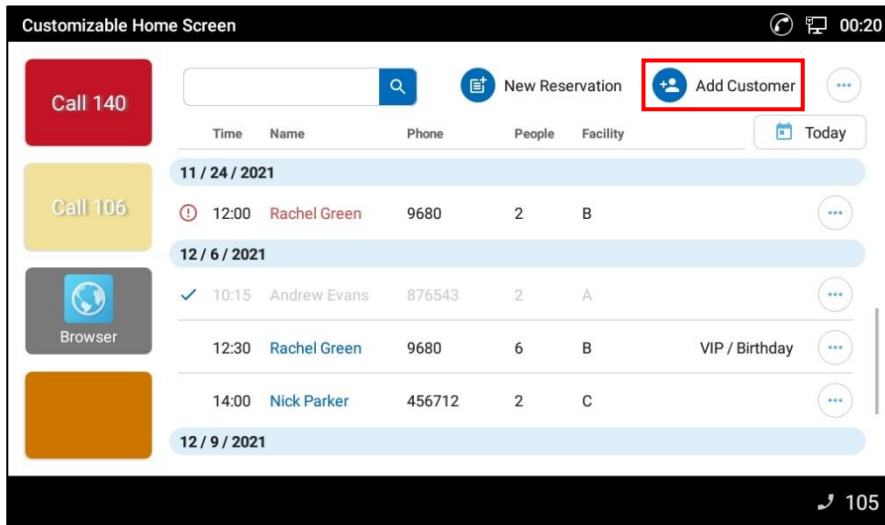 Customizable Home Screen 00:20
Call 140
New Reservation Add Customer
Time Name Phone People Facility Today
11 / 24 / 2021
Call 106
12:00 Rachel Green 9680 2 B
12 / 6 / 2021
10:15 Andrew Evans 876543 2 A
Browser
12:30 Rachel Green 9680 6 B VIP / Birthday
14:00 Nick Parker 456712 2 C
12 / 9 / 2021
105